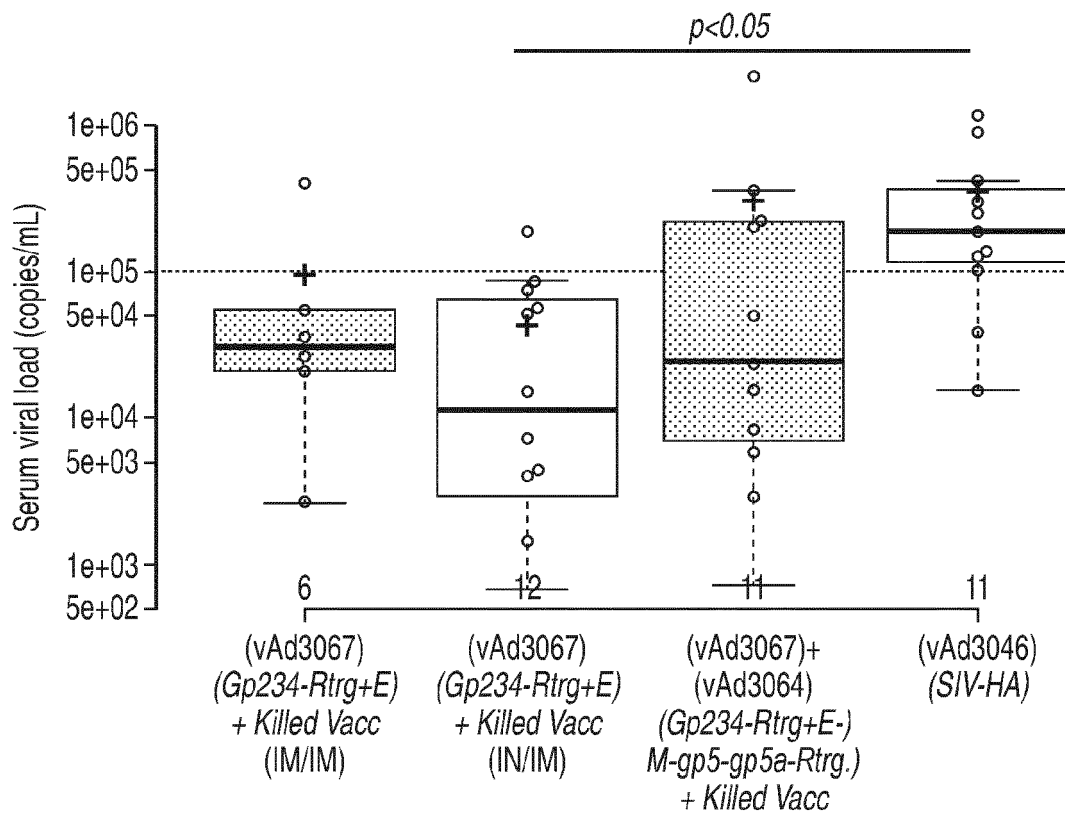 p<0.05
Serum viral load (copies/mL)
1e+06
5e+05
1e+05
5e+04
1e+04
5e+03
1e+03
5e+02
6
12
11
11
(vAd3067)
(Gp234-Rtrg+E)
+ Killed Vacc
(IM/IM)
(vAd3067)
(Gp234-Rtrg+E)
+ Killed Vacc
(IN/IM)
(vAd3067)+
(vAd3064)
(Gp234-Rtrg+E-)
M-gp5-gp5a-Rtrg.)
+ Killed Vacc
(vAd3046)
(SIV-HA)